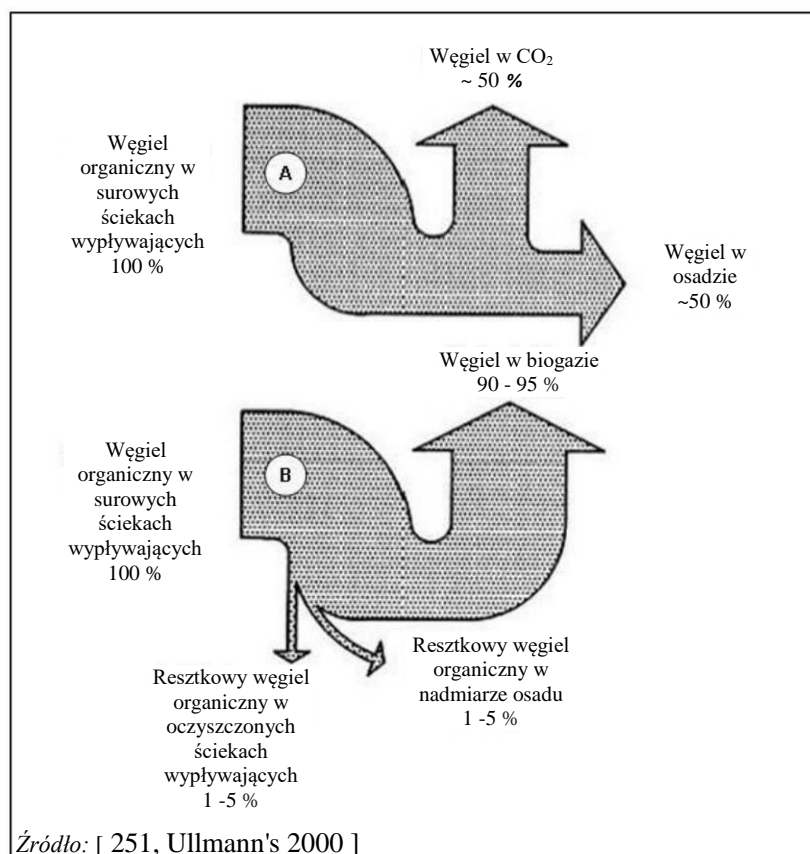 Węgiel w CO₂
~ 50 %
Węgiel
organiczny w
surowych
ściekach
wypływających
100 %
A
Węgiel w
osadzie
~50 %
Węgiel w biogazie
90 - 95 %
Węgiel
organiczny w
surowych
ściekach
wypływających
100 %
B
Resztkowy węgiel
organiczny w
nadmiarze osadu
1 -5 %
Resztkowy węgiel
organiczny w
oczyszczonych
ściekach
wypływających
1 -5 %
Źródło: [ 251, Ullmann's 2000 ]